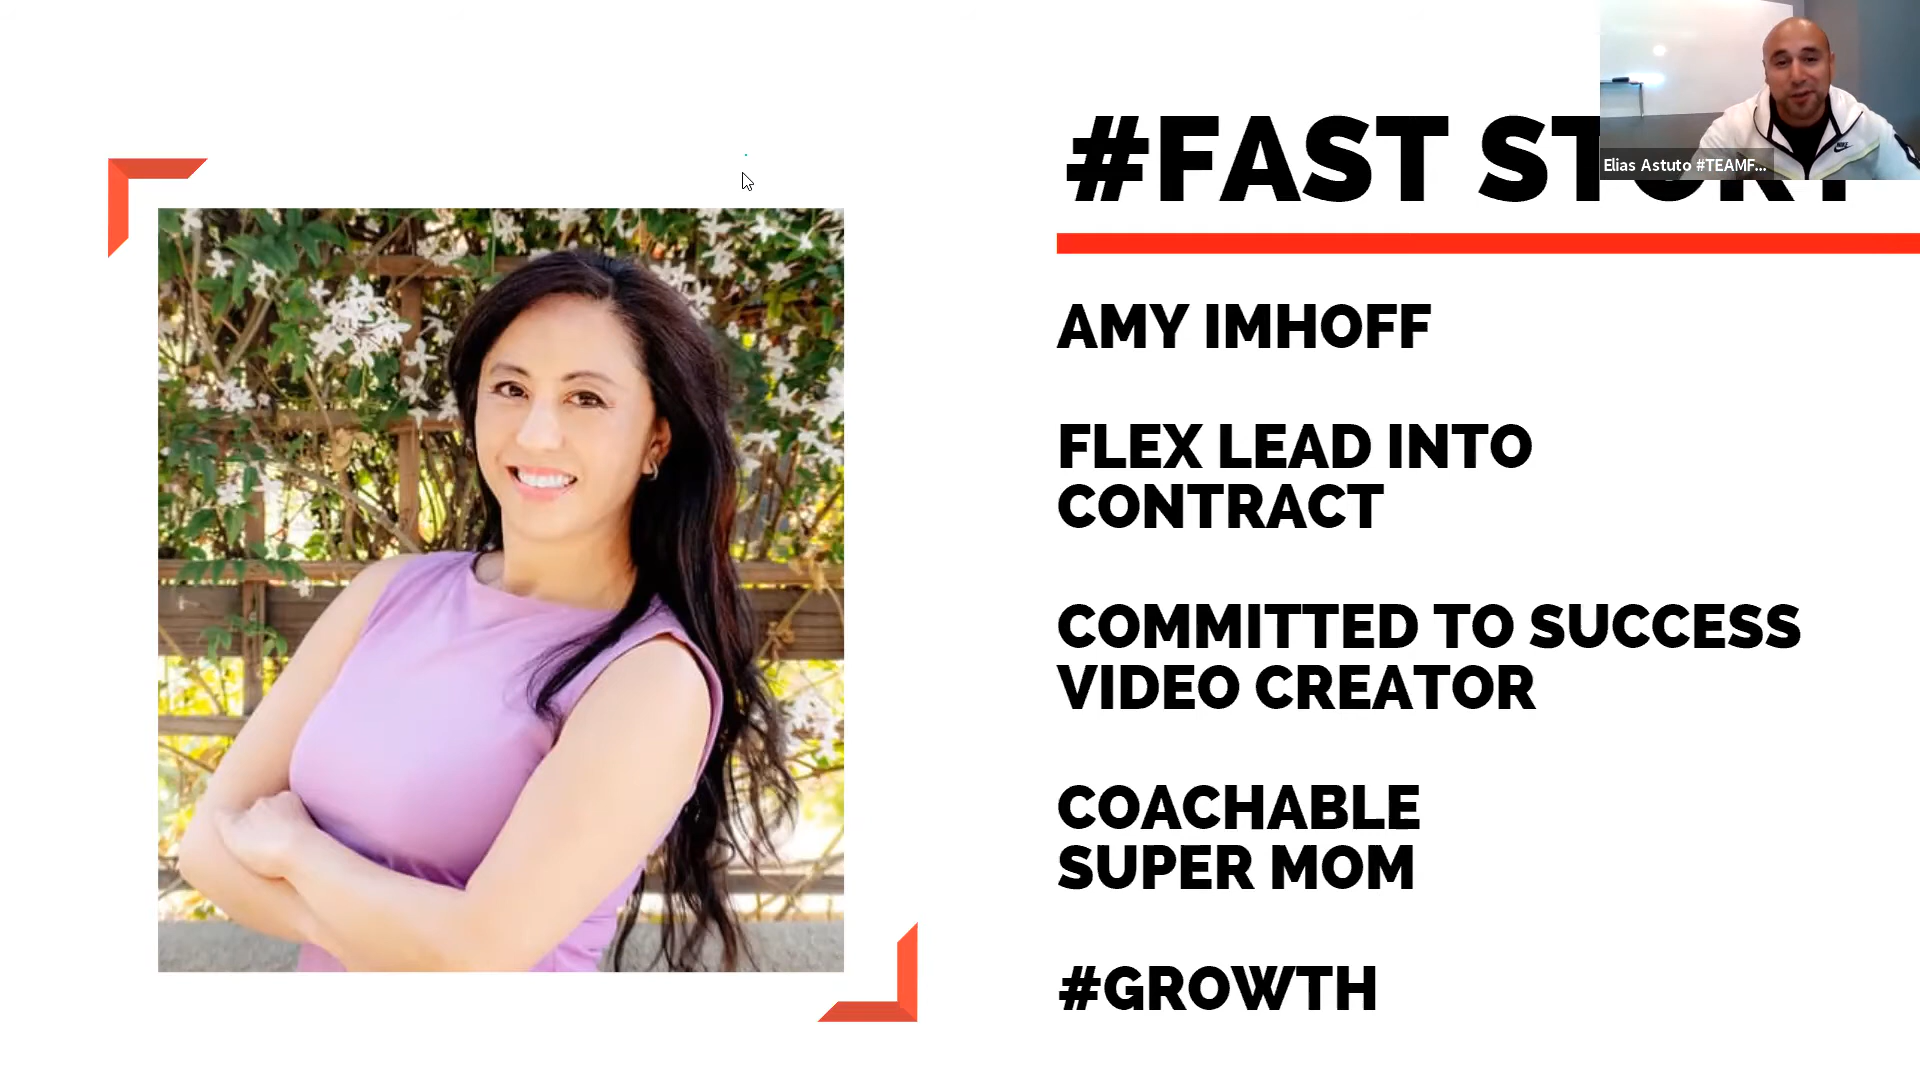 #FAST STORY
Elias Astuto #TEAMF...
AMY IMHOFF
FLEX LEAD INTO
CONTRACT
COMMITTED TO SUCCESS
VIDEO CREATOR
COACHABLE
SUPER MOM
#GROWTH